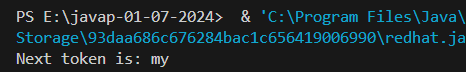 PS E:\javap-01-07-2024>  & 'C:\Program Files\Java\
Storage\93daa686c676284bac1c656419006990\redhat.ja
Next token is: my